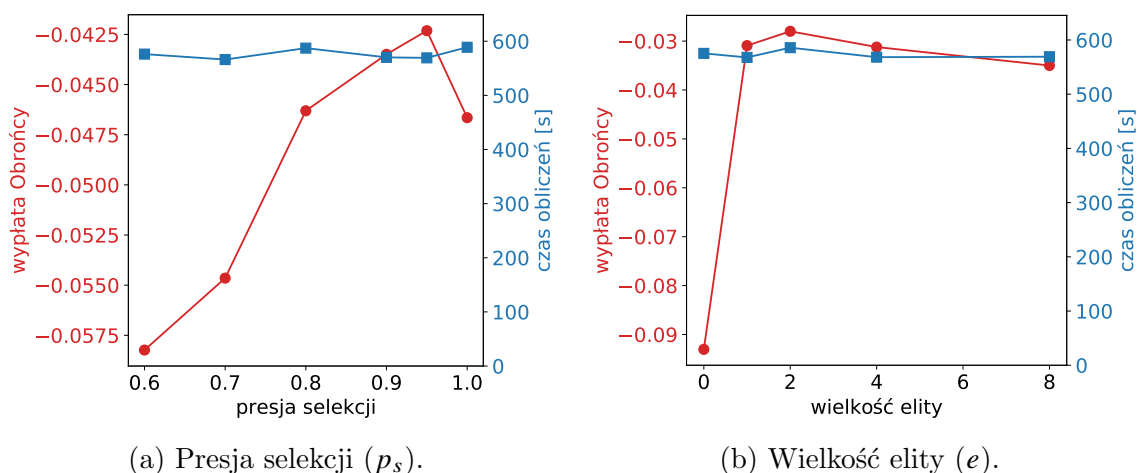 −0.0425
−0.0450
−0.0475
−0.0500
−0.0525
−0.0550
−0.0575
wypłata Obrońcy
0.6 0.7 0.8 0.9 1.0
presja selekcji
600
500
400
300
200
100
0
czas obliczeń [s]
(a) Presja selekcji (pₛ).
−0.03
−0.04
−0.05
−0.06
−0.07
−0.08
−0.09
wypłata Obrońcy
0 2 4 6 8
wielkość elity
600
500
400
300
200
100
0
czas obliczeń [s]
(b) Wielkość elity (e).